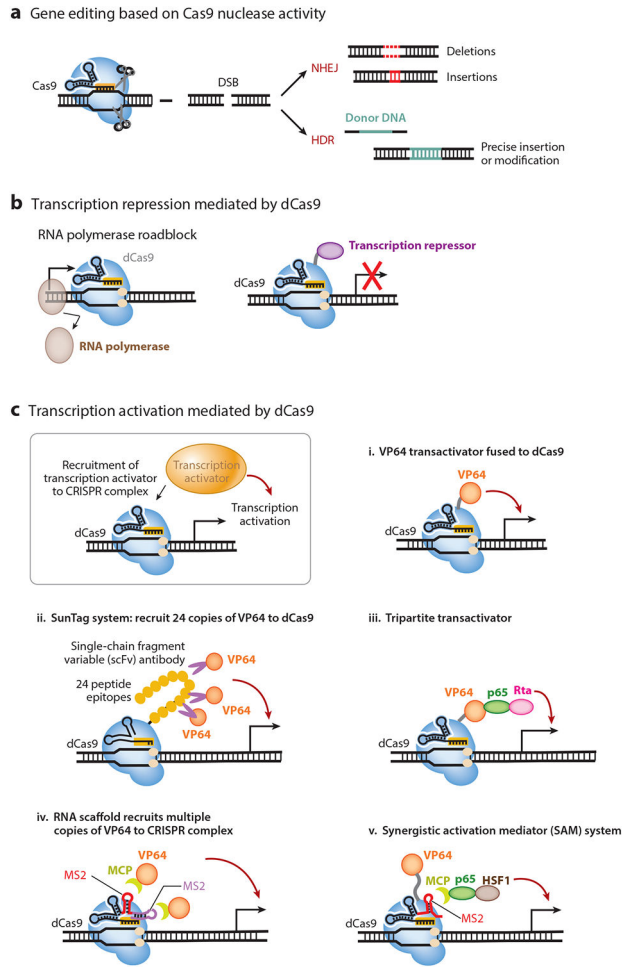 a Gene editing based on Cas9 nuclease activity
Cas9
DSB
NHEJ
Deletions
Insertions
HDR
Donor DNA
Precise insertion
or modification
b Transcription repression mediated by dCas9
RNA polymerase roadblock
dCas9
RNA polymerase
dCas9
Transcription repressor
c Transcription activation mediated by dCas9
Recruitment of
transcription activator
to CRISPR complex
Transcription
activator
Transcription
activation
dCas9
i. VP64 transactivator fused to dCas9
VP64
dCas9
ii. SunTag system: recruit 24 copies of VP64 to dCas9
Single-chain fragment
variable (scFv) antibody
24 peptide
epitopes
VP64
VP64
VP64
dCas9
iii. Tripartite transactivator
VP64
p65
Rta
dCas9
iv. RNA scaffold recruits multiple
copies of VP64 to CRISPR complex
VP64
MCP
MS2
MS2
dCas9
v. Synergistic activation mediator (SAM) system
VP64
MCP
p65
HSF1
MS2
dCas9